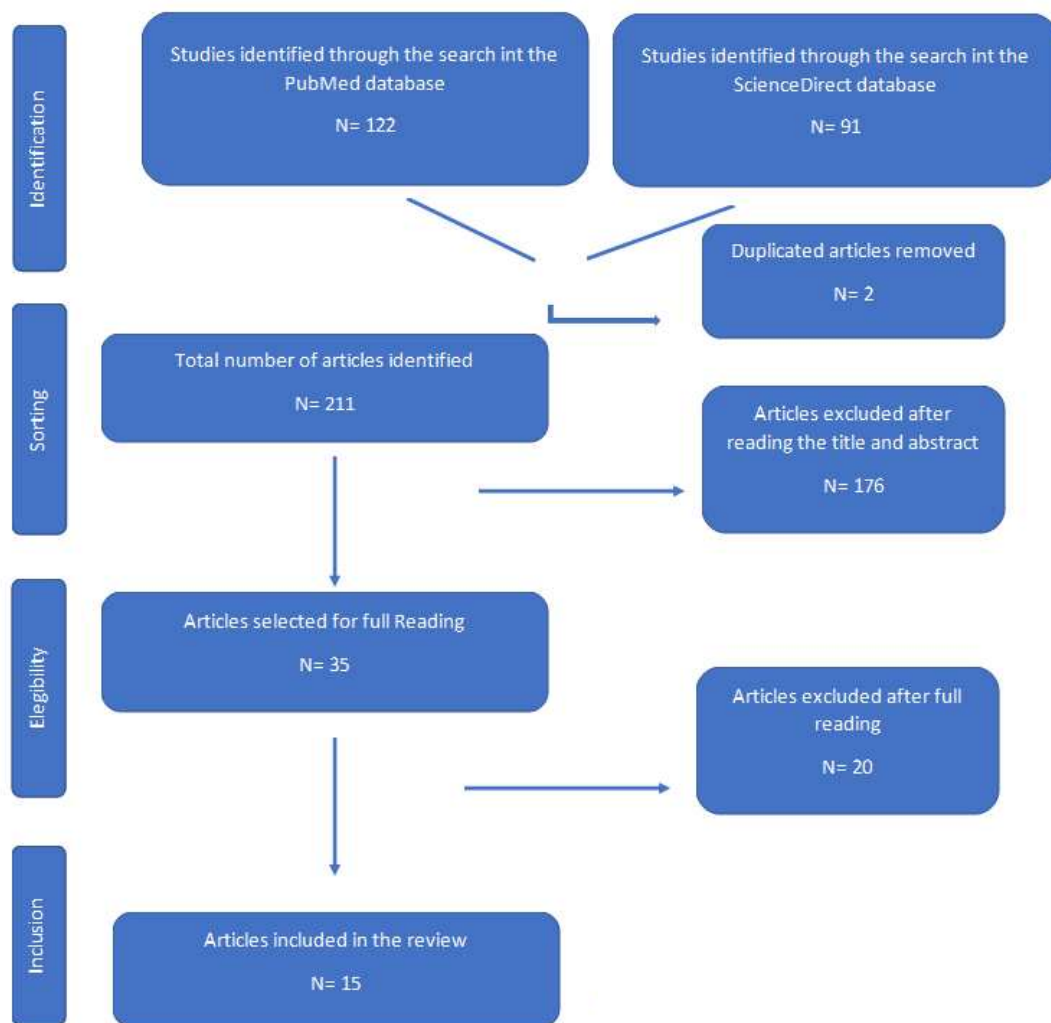 Identification
Studies identified through the search int the
PubMed database
N= 122
Studies identified through the search int the
ScienceDirect database
N= 91
Duplicated articles removed
N= 2
Sorting
Total number of articles identified
N= 211
Articles excluded after
reading the title and abstract
N= 176
Elegibility
Articles selected for full Reading
N= 35
Articles excluded after full
reading
N= 20
Inclusion
Articles included in the review
N= 15